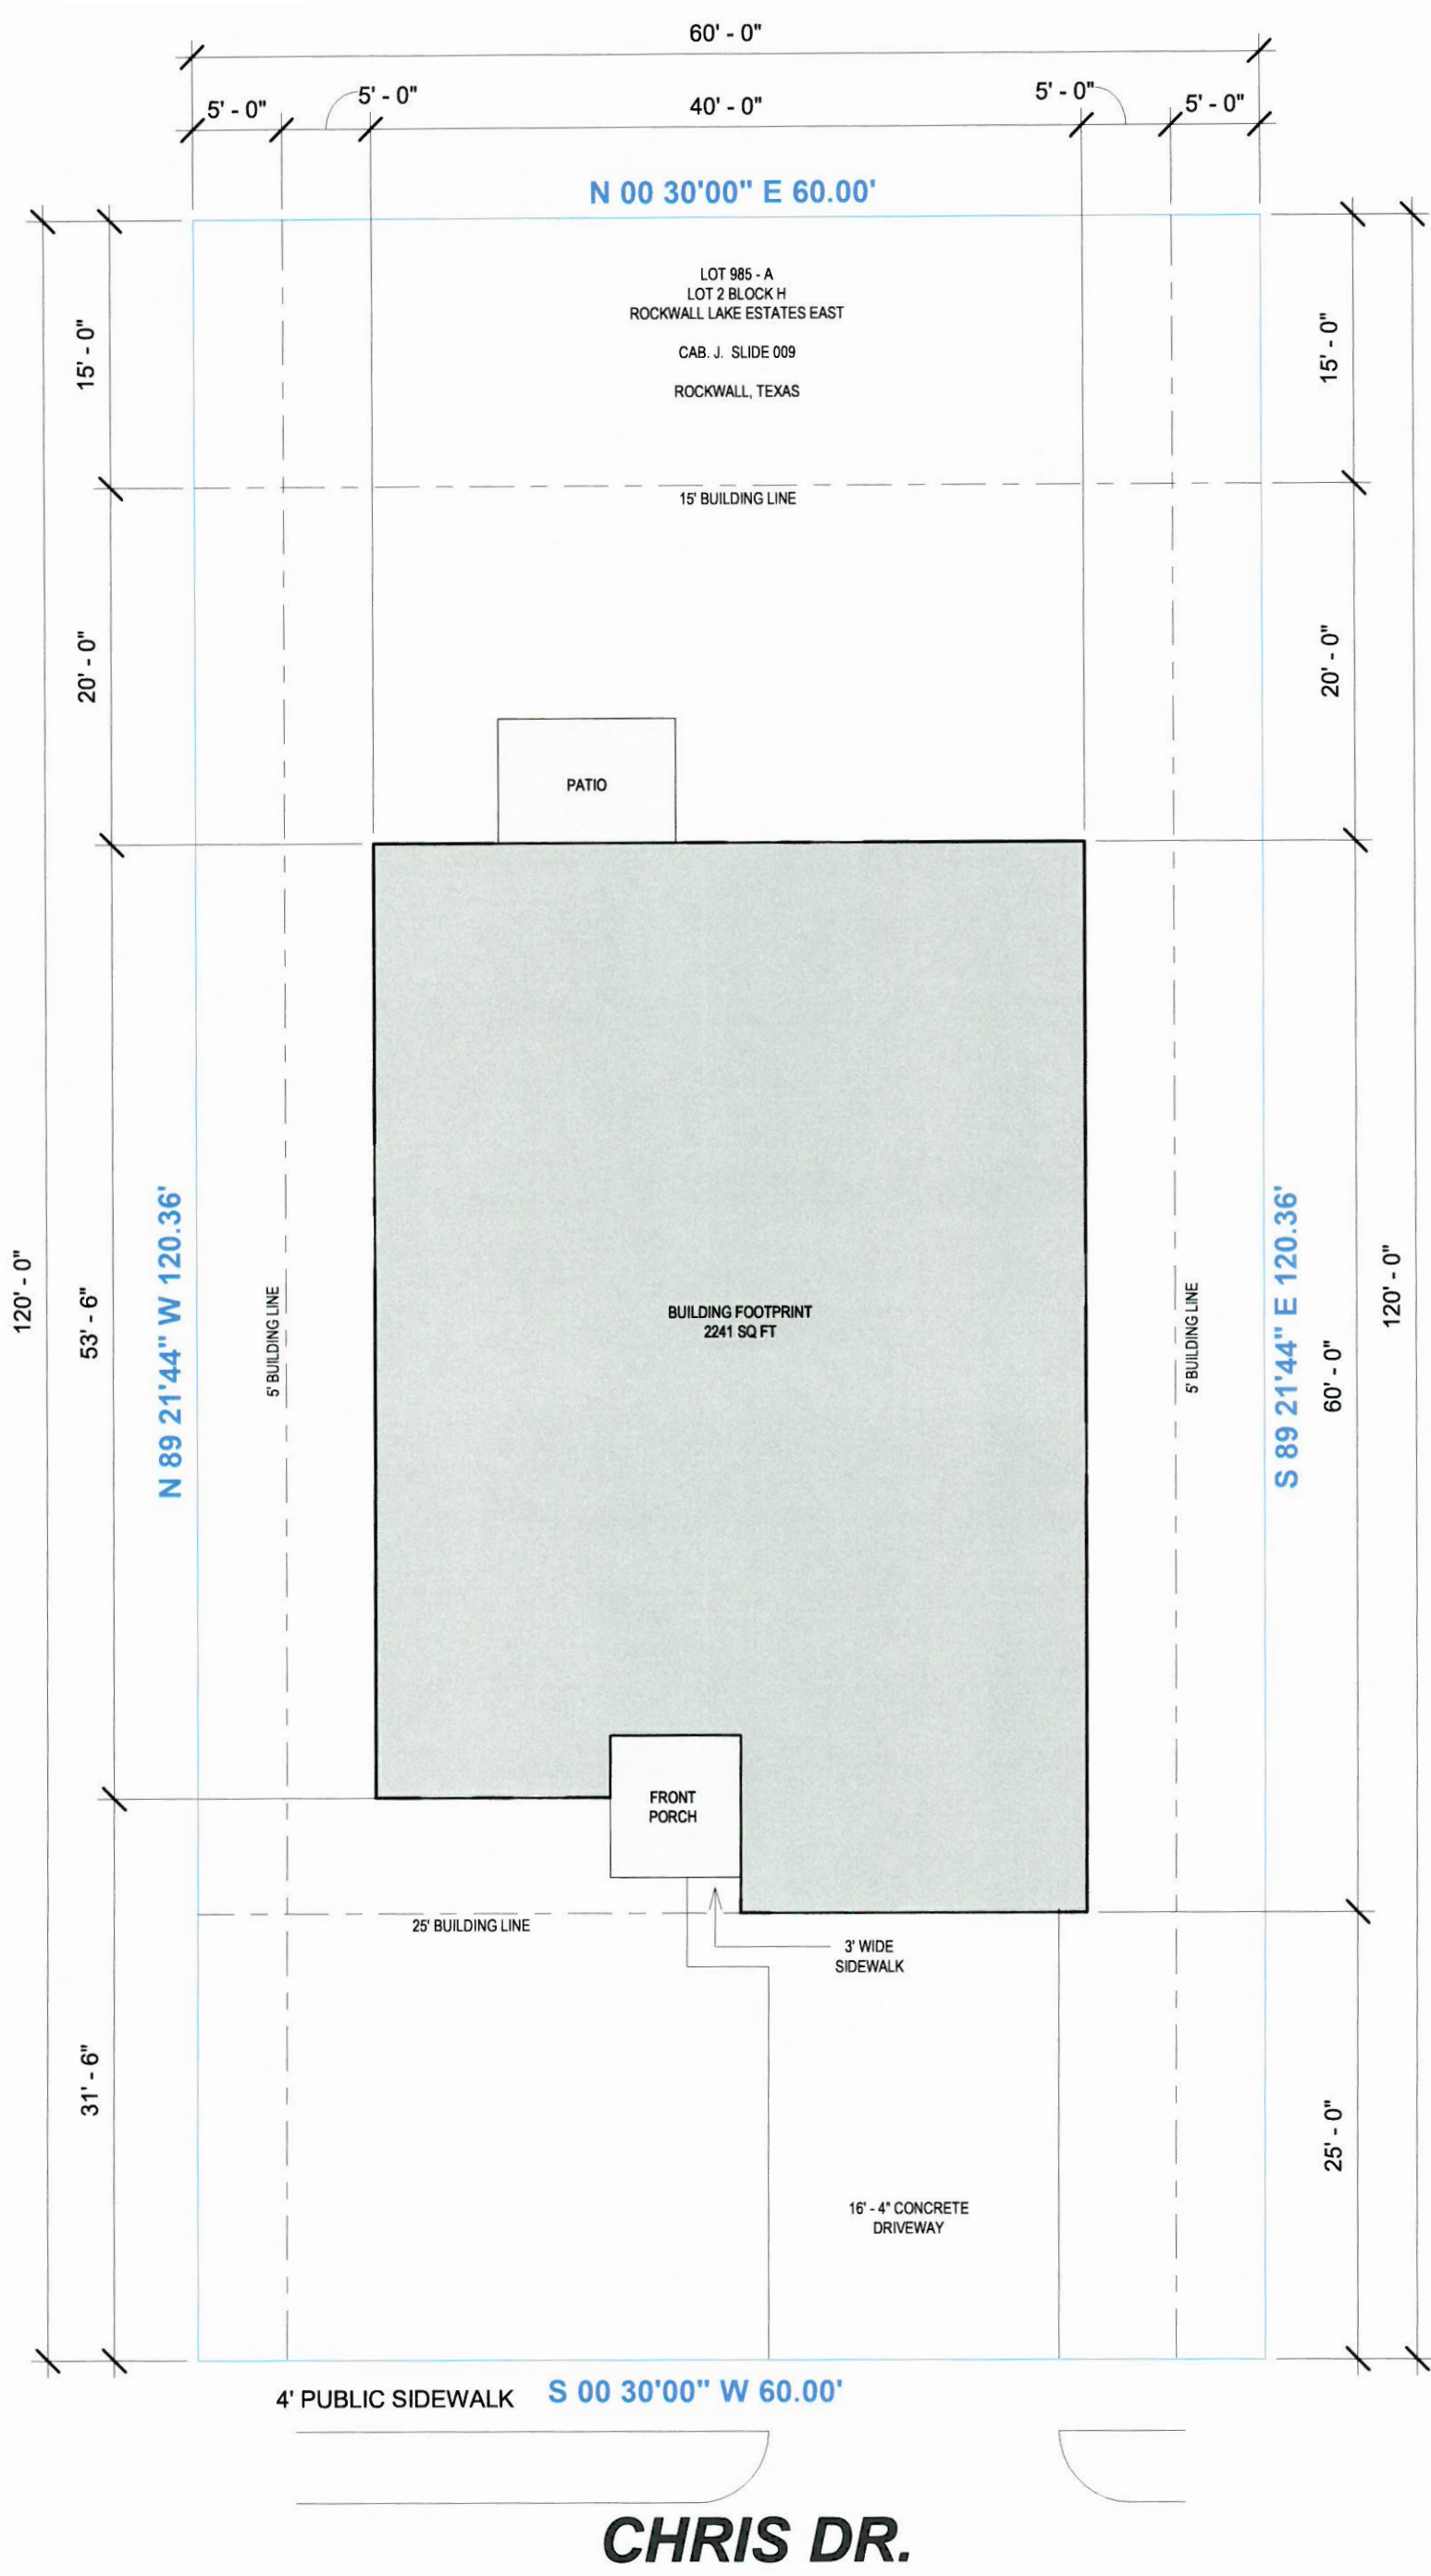 60' - 0"
5' - 0"
5' - 0"
40' - 0"
5' - 0"
5' - 0"
N 00 30'00" E 60.00'
LOT 985 - A
LOT 2 BLOCK H
ROCKWALL LAKE ESTATES EAST
CAB. J. SLIDE 009
ROCKWALL, TEXAS
15' - 0"
15' - 0"
15' BUILDING LINE
20' - 0"
20' - 0"
PATIO
120' - 0"
53' - 6"
N 89 21'44" W 120.36'
5' BUILDING LINE
BUILDING FOOTPRINT
2241 SQ FT
5' BUILDING LINE
S 89 21'44" E 120.36'
60' - 0"
120' - 0"
FRONT
PORCH
25' BUILDING LINE
3' WIDE
SIDEWALK
31' - 6"
25' - 0"
16' - 4" CONCRETE
DRIVEWAY
4' PUBLIC SIDEWALK
S 00 30'00" W 60.00'
CHRIS DR.